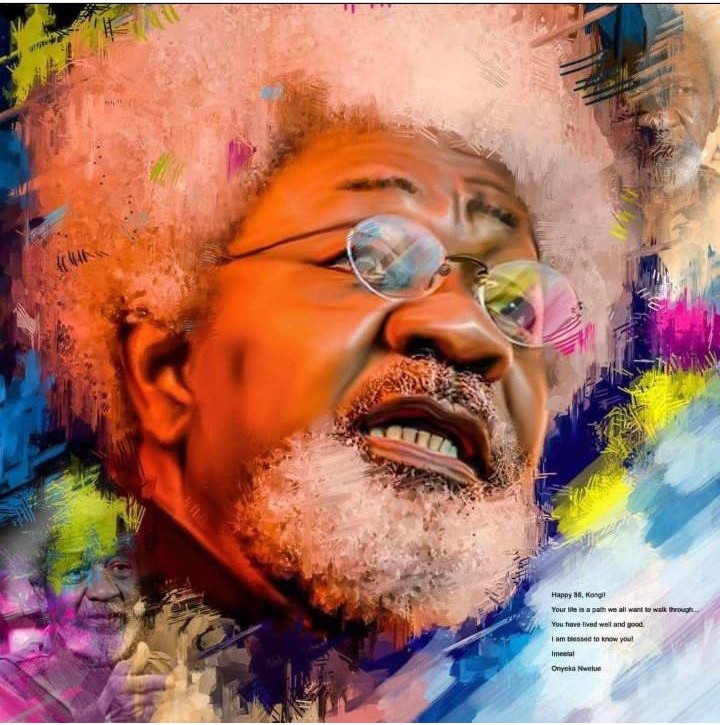 Happy 88, Kongi!
Your life is a path we all want to walk through....
You have lived well and good.
I am blessed to know you!
Imeela!
Onyeka Nwelue